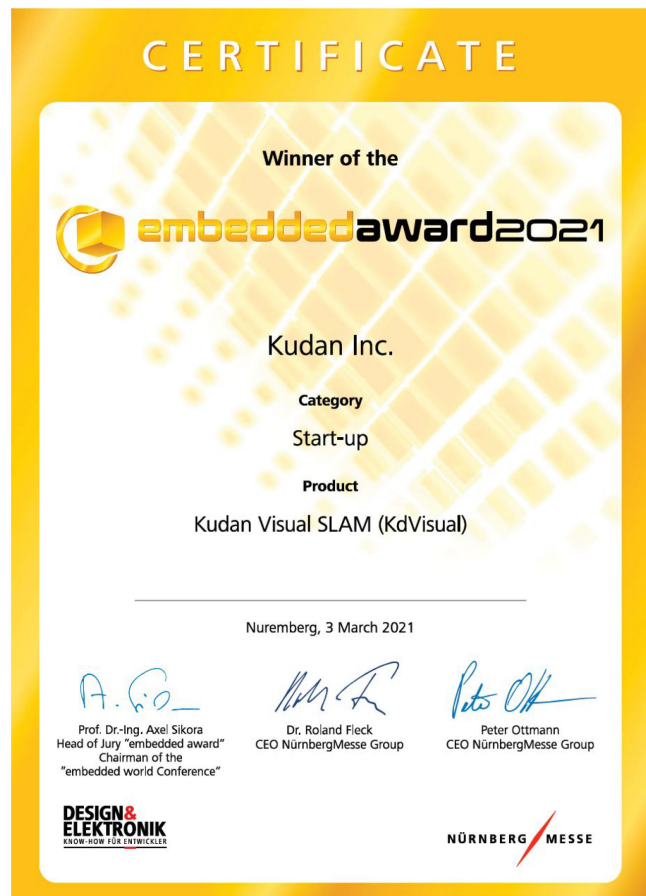 CERTIFICATE
Winner of the
embeddedaward2021
Kudan Inc.
Category
Start-up
Product
Kudan Visual SLAM (KdVisual)
Nuremberg, 3 March 2021
Prof. Dr.-Ing. Axel Sikora
Head of Jury "embedded award"
Chairman of the
"embedded world Conference"
Dr. Roland Fleck
CEO NürnbergMesse Group
Peter Ottmann
CEO NürnbergMesse Group
DESIGN&
ELEKTRONIK
KNOW-HOW FÜR ENTWICKLER
NÜRNBERG MESSE